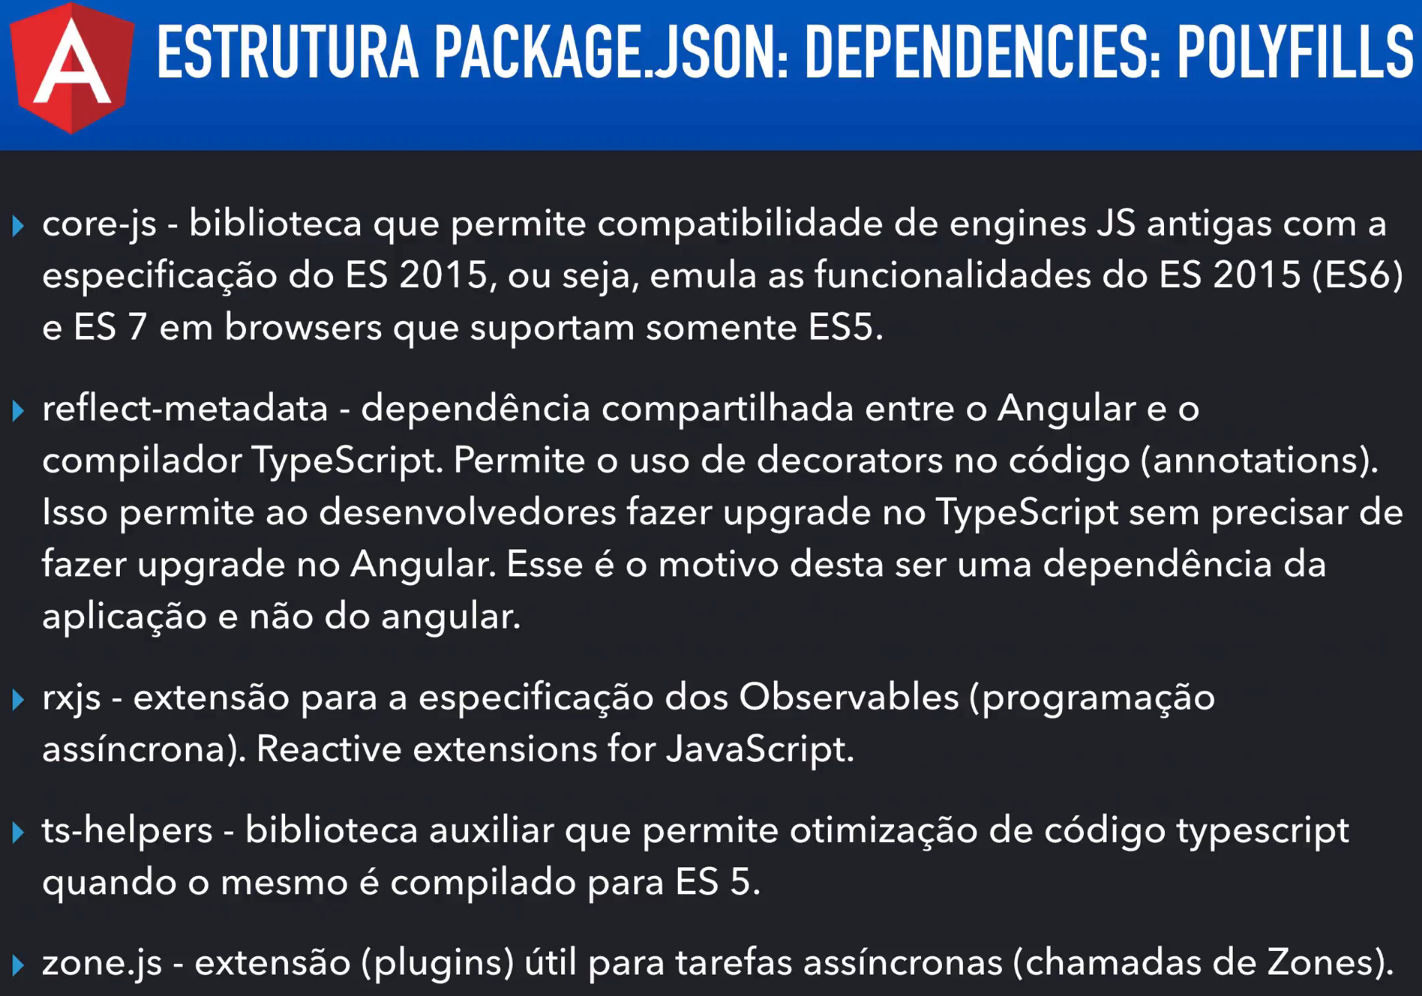 ESTRUTURA PACKAGE.JSON: DEPENDENCIES: POLYFILLS
core-js - biblioteca que permite compatibilidade de engines JS antigas com a
especificação do ES 2015, ou seja, emula as funcionalidades do ES 2015 (ES6)
e ES 7 em browsers que suportam somente ES5.
reflect-metadata - dependência compartilhada entre o Angular e o
compilador TypeScript. Permite o uso de decorators no código (annotations).
Isso permite ao desenvolvedores fazer upgrade no TypeScript sem precisar de
fazer upgrade no Angular. Esse é o motivo desta ser uma dependência da
aplicação e não do angular.
rxjs - extensão para a especificação dos Observables (programação
assíncrona). Reactive extensions for JavaScript.
ts-helpers - biblioteca auxiliar que permite otimização de código typescript
quando o mesmo é compilado para ES 5.
zone.js - extensão (plugins) útil para tarefas assíncronas (chamadas de Zones).